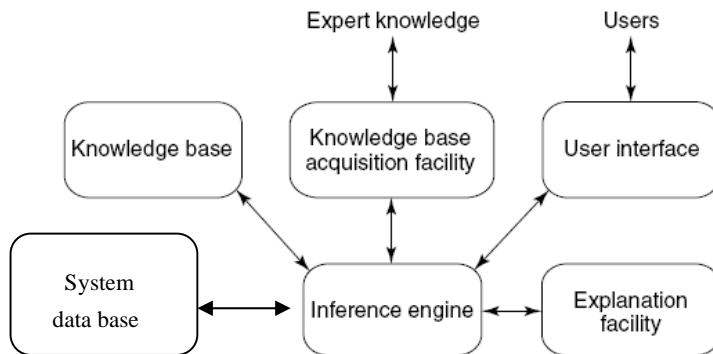 Expert knowledge
Users
Knowledge base
Knowledge base
acquisition facility
User interface
System
data base
Inference engine
Explanation
facility